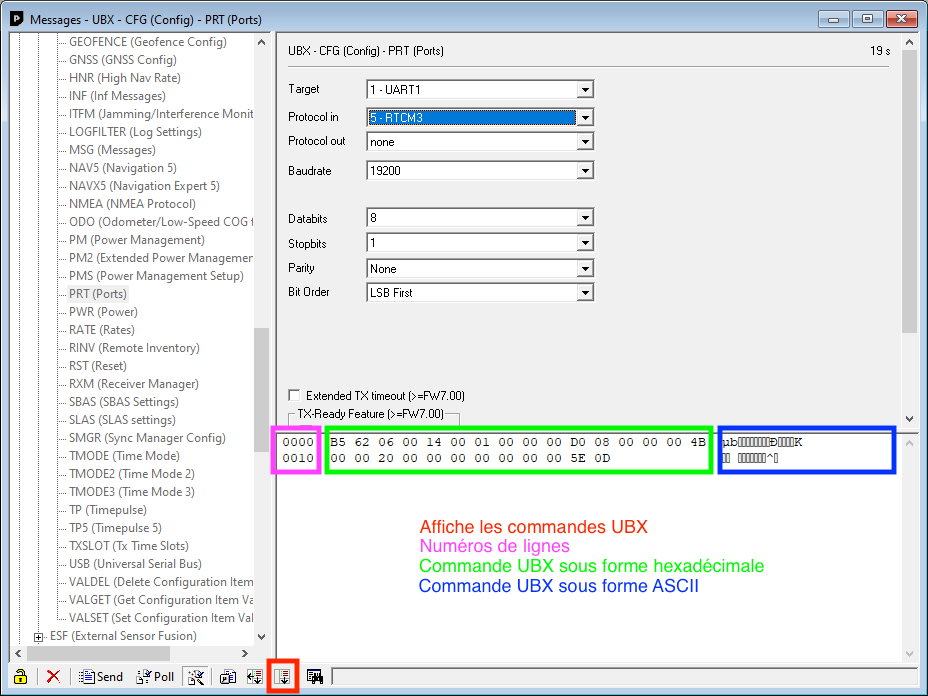 Messages - UBX - CFG (Config) - PRT (Ports)
GEOFENCE (Geofence Config)
GNSS (GNSS Config)
HNR (High Nav Rate)
INF (Inf Messages)
ITFM (Jamming/Interference Monit
LOGFILTER (Log Settings)
MSG (Messages)
NAV5 (Navigation 5)
NAVX5 (Navigation Expert 5)
NMEA (NMEA Protocol)
ODO (Odometer/Low-Speed COG f
PM (Power Management)
PM2 (Extended Power Management
PMS (Power Management Setup)
PRT (Ports)
PWR (Power)
RATE (Rates)
RINV (Remote Inventory)
RST (Reset)
RXM (Receiver Manager)
SBAS (SBAS Settings)
SLAS (SLAS settings)
SMGR (Sync Manager Config)
TMODE (Time Mode)
TMODE2 (Time Mode 2)
TMODE3 (Time Mode 3)
TP (Timepulse)
TP5 (Timepulse 5)
TXSLOT (Tx Time Slots)
USB (Universal Serial Bus)
VALDEL (Delete Configuration Item
VALGET (Get Configuration Item Va
VALSET (Set Configuration Item Val
ESF (External Sensor Fusion)
UBX - CFG (Config) - PRT (Ports) 19 s
Target 1 - UART1
Protocol in 5 - RTCM3
Protocol out none
Baudrate 19200
Databits 8
Stopbits 1
Parity None
Bit Order LSB First
Extended TX timeout (>=FW7.00)
TX-Ready Feature (>=FW7.00)
0000 B5 62 06 00 14 00 01 00 00 00 D0 08 00 00 00 4B µb▯▯▯▯▯▯▯▯Ð▯▯▯▯K
0010 00 00 20 00 00 00 00 00 00 00 5E 0D ▯▯ ▯▯▯▯▯▯▯^▯
Affiche les commandes UBX
Numéros de lignes
Commande UBX sous forme hexadécimale
Commande UBX sous forme ASCII
Send Poll